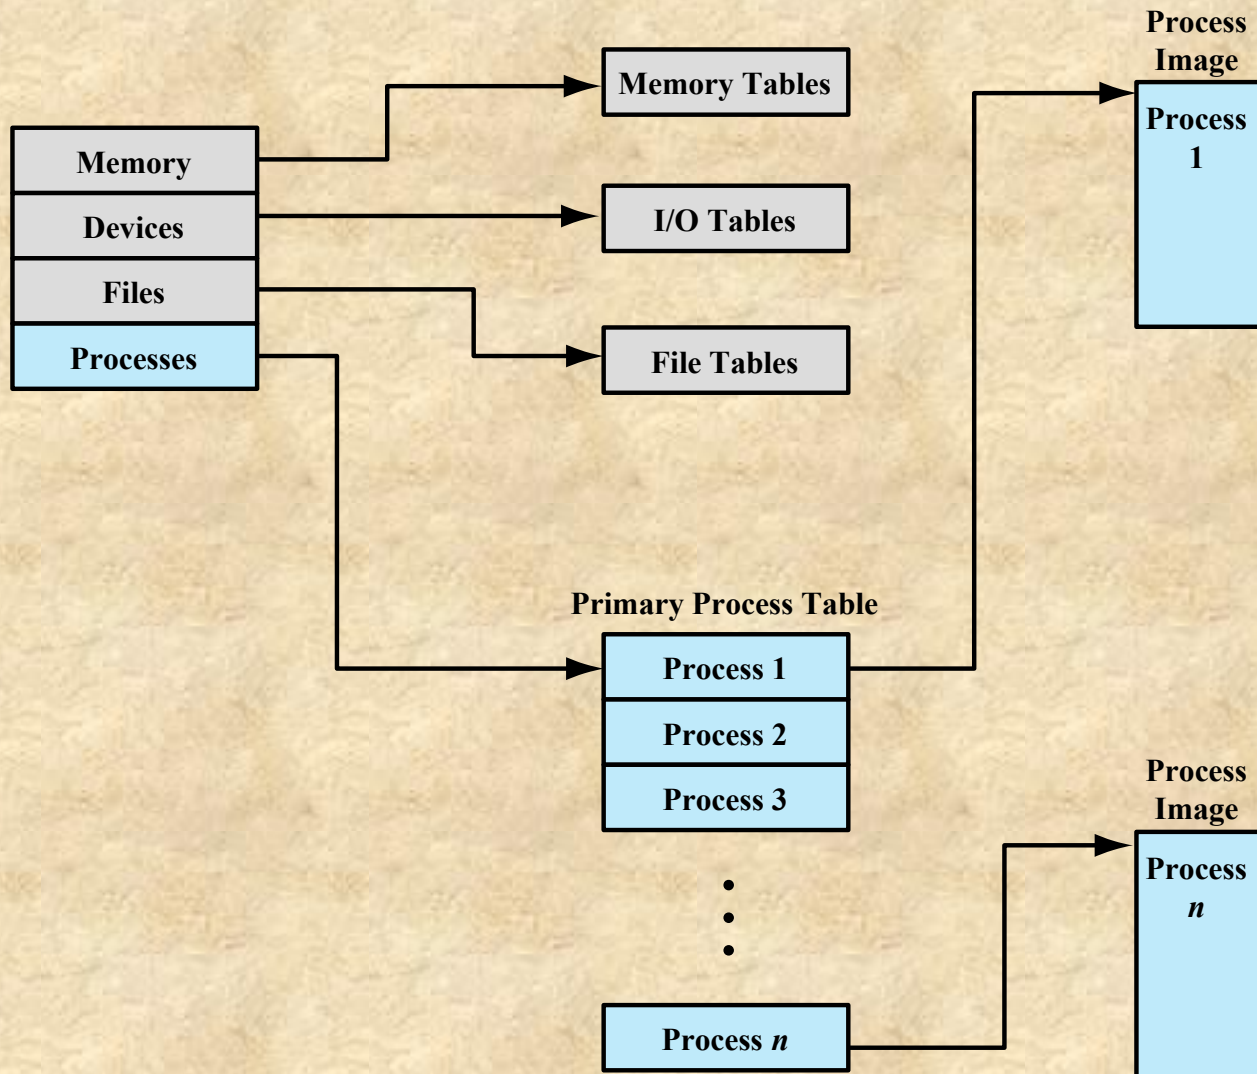 Process
Image
Memory Tables
Process
1
Memory
Devices
I/O Tables
Files
Processes
File Tables
Primary Process Table
Process 1
Process 2
Process 3
Process
Image
Process
n
Process n